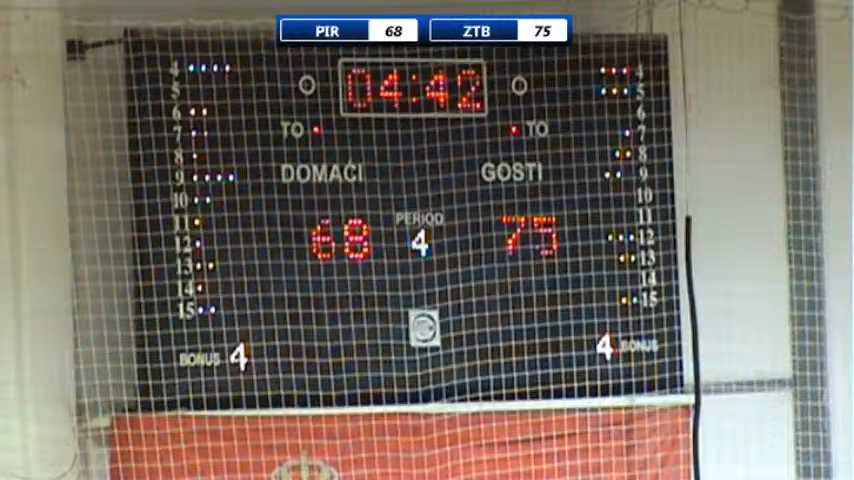 PIR 68 ZTB 75
04:42
TO TO
DOMAĆI GOSTI
PERIOD
68 4 75
4 4
5 5
6
7 7
8 8
9 9
10 10
11 11
12 12
13 13
14 14
15 15
BONUS 4 4 BONUS